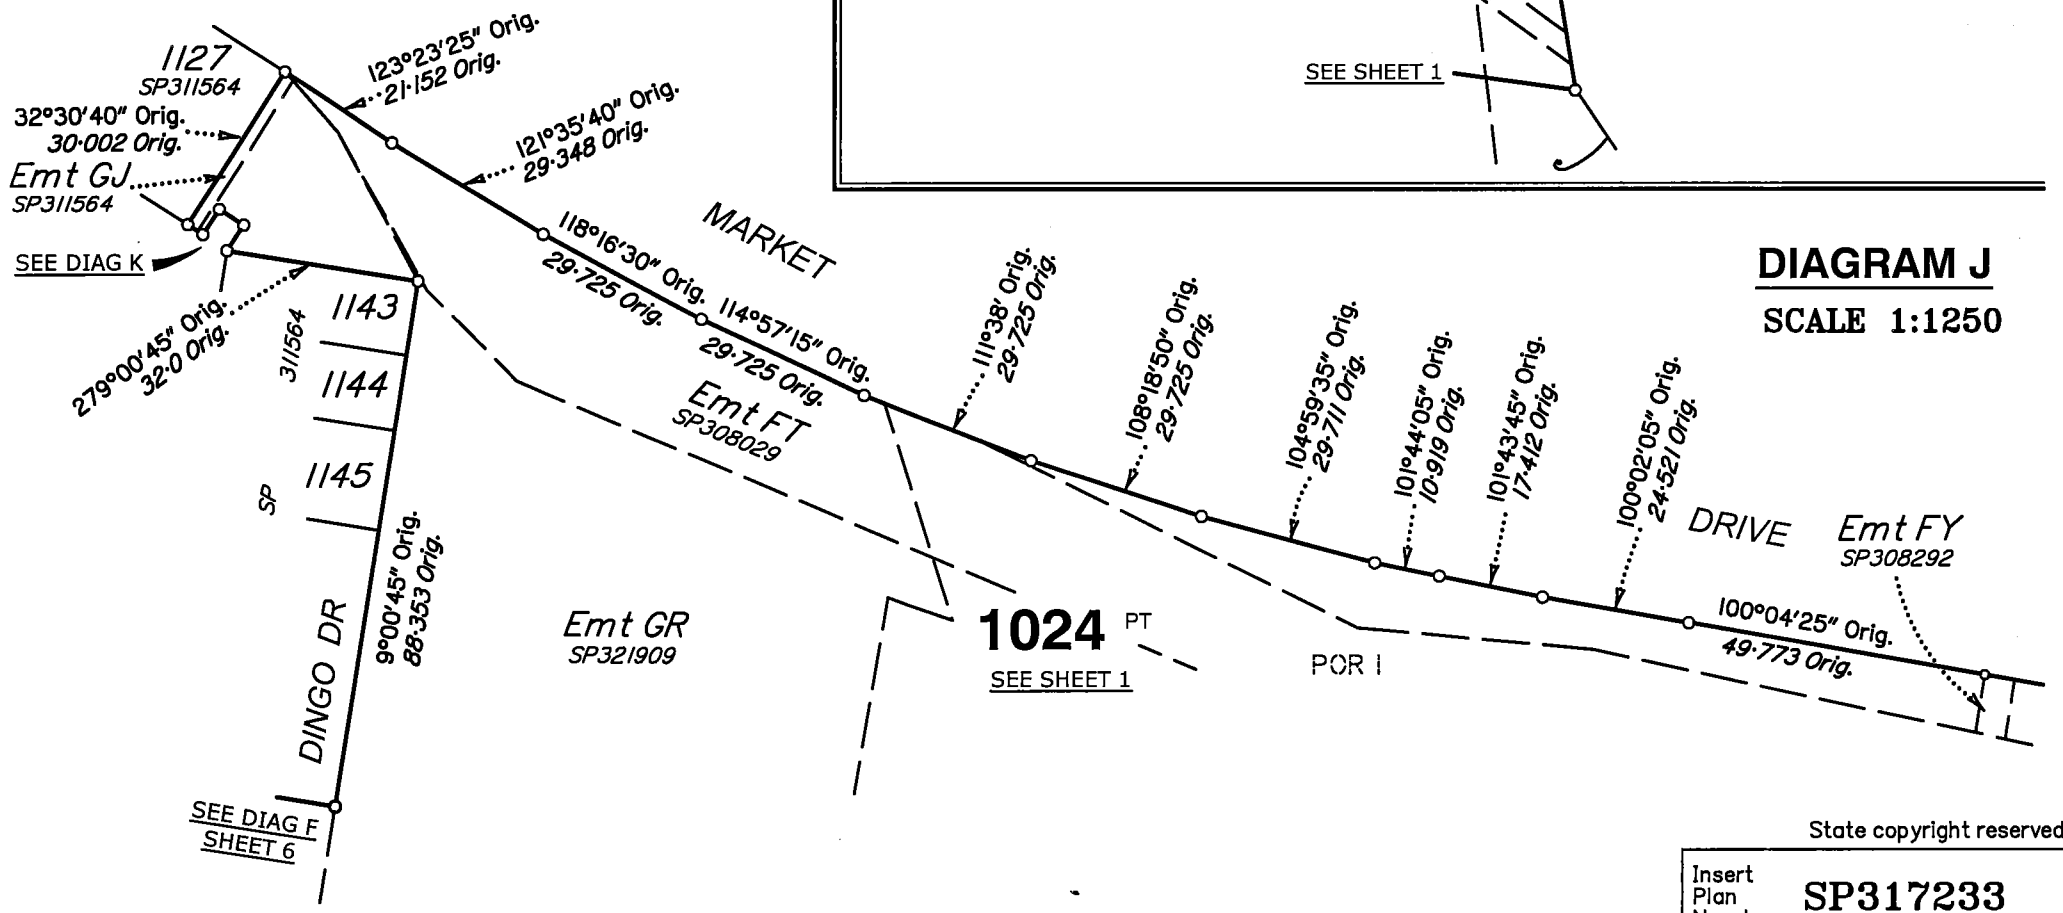 1127
SP311564
32°30'40" Orig.
30·002 Orig.
Emt GJ
SP311564
SEE DIAG K
279°00'45" Orig.
32·0 Orig.
123°23'25" Orig.
21·152 Orig.
121°35'40" Orig.
29·348 Orig.
118°16'30" Orig.
29·725 Orig.
114°57'15" Orig.
29·725 Orig.
MARKET
111°38' Orig.
29·725 Orig.
108°18'50" Orig.
29·725 Orig.
104°59'35" Orig.
29·711 Orig.
101°44'05" Orig.
10·919 Orig.
101°43'45" Orig.
17·412 Orig.
100°02'05" Orig.
24·521 Orig.
DRIVE
100°04'25" Orig.
49·773 Orig.
Emt FY
SP308292
SEE SHEET 1
DIAGRAM J
SCALE 1:1250
1143
1144
1145
311564
SP
9°00'45" Orig.
88·353 Orig.
DINGO DR
Emt FT
SP308029
Emt GR
SP321909
1024 PT
SEE SHEET 1
POR 1
SEE DIAG F
SHEET 6
State copyright reserved
Insert
Plan
SP317233